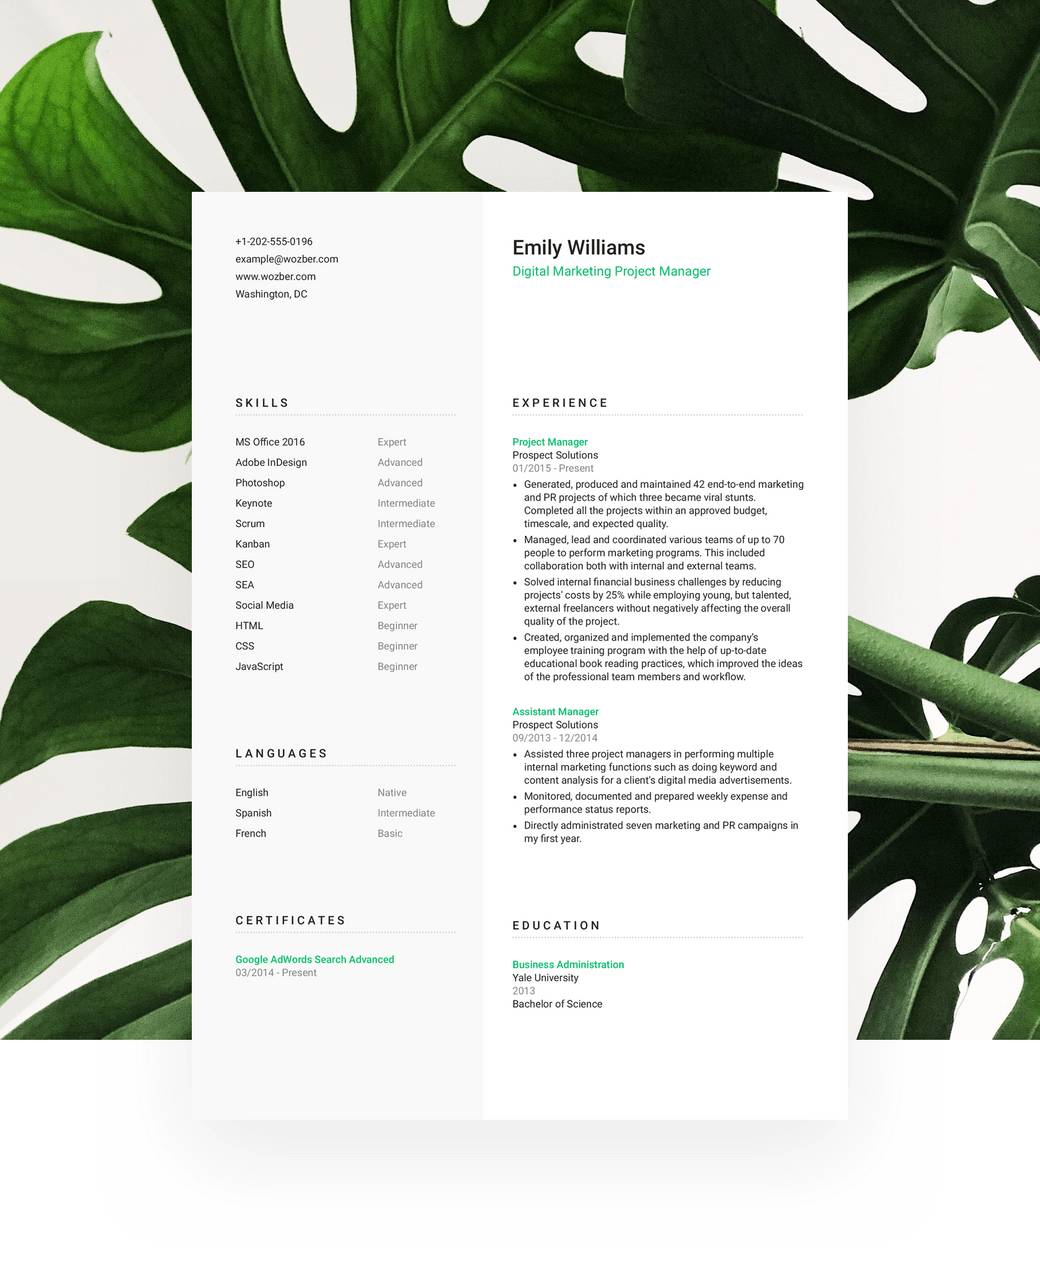 +1-202-555-0196
example@wozber.com
www.wozber.com
Washington, DC
SKILLS
MS Office 2016 Expert
Adobe InDesign Advanced
Photoshop Advanced
Keynote Intermediate
Scrum Intermediate
Kanban Expert
SEO Advanced
SEA Advanced
Social Media Expert
HTML Beginner
CSS Beginner
JavaScript Beginner
LANGUAGES
English Native
Spanish Intermediate
French Basic
CERTIFICATES
Google AdWords Search Advanced
03/2014 - Present
Emily Williams
Digital Marketing Project Manager
EXPERIENCE
Project Manager
Prospect Solutions
01/2015 - Present
• Generated, produced and maintained 42 end-to-end marketing
and PR projects of which three became viral stunts.
Completed all the projects within an approved budget,
timescale, and expected quality.
• Managed, lead and coordinated various teams of up to 70
people to perform marketing programs. This included
collaboration both with internal and external teams.
• Solved internal financial business challenges by reducing
projects' costs by 25% while employing young, but talented,
external freelancers without negatively affecting the overall
quality of the project.
• Created, organized and implemented the company's
employee training program with the help of up-to-date
educational book reading practices, which improved the ideas
of the professional team members and workflow.
Assistant Manager
Prospect Solutions
09/2013 - 12/2014
• Assisted three project managers in performing multiple
internal marketing functions such as doing keyword and
content analysis for a client's digital media advertisements.
• Monitored, documented and prepared weekly expense and
performance status reports.
• Directly administrated seven marketing and PR campaigns in
my first year.
EDUCATION
Business Administration
Yale University
2013
Bachelor of Science